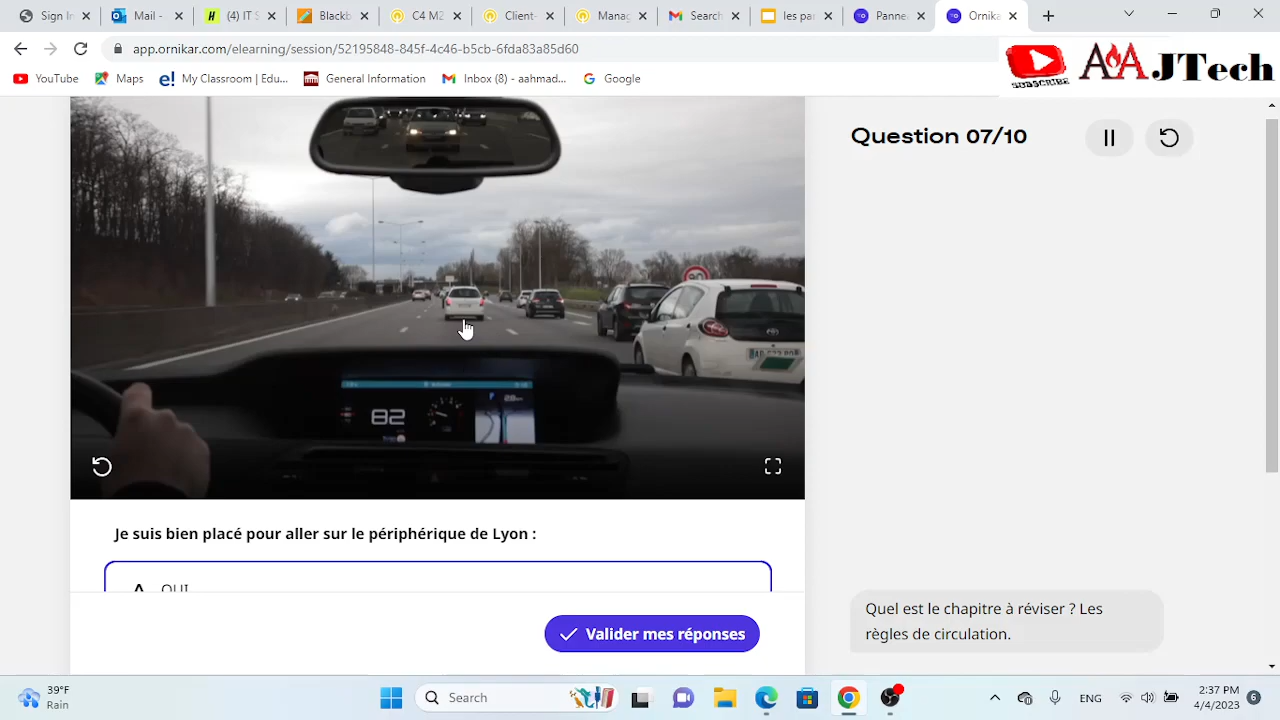 Sign i
Mail -
(4) I
Blackb
C4 M2
Client-
Manag
Search
les pa
Panne
Ornika
app.ornikar.com/elearning/session/52195848-845f-4c46-b5cb-6fda83a85d60
YouTube
Maps
My Classroom | Edu...
General Information
Inbox (8) - aahmad...
Google
SUBSCRIBE
AAJTech
Question 07/10
90
82
Je suis bien placé pour aller sur le périphérique de Lyon :
A OUI
Valider mes réponses
Quel est le chapitre à réviser ? Les
règles de circulation.
39°F
Rain
Search
ENG
2:37 PM
4/4/2023
6